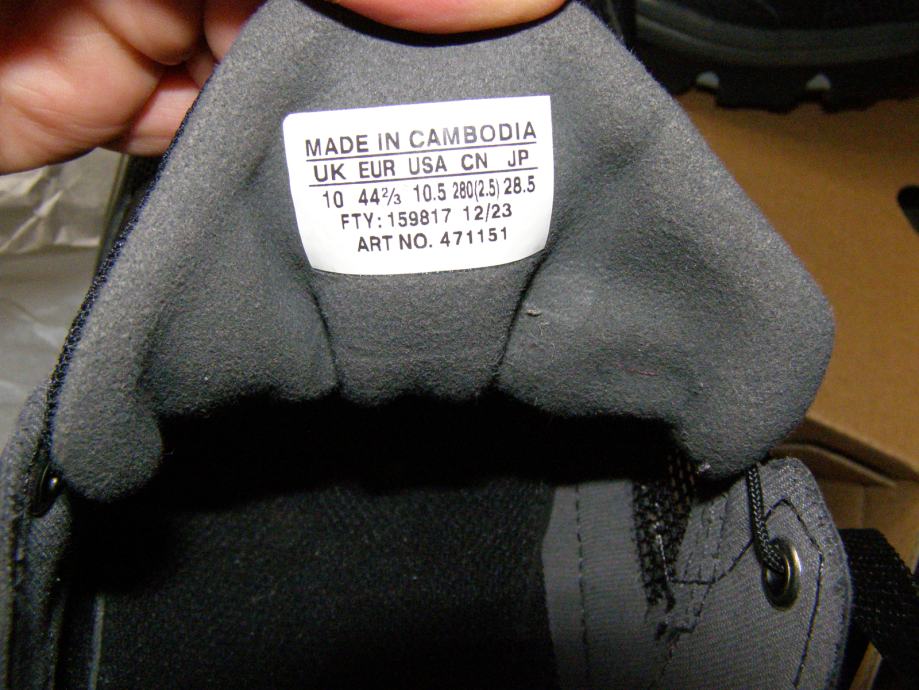 MADE IN CAMBODIA
UK EUR USA CN JP
10 44⅔ 10.5 280(2.5) 28.5
FTY: 159817 12/23
ART NO. 471151